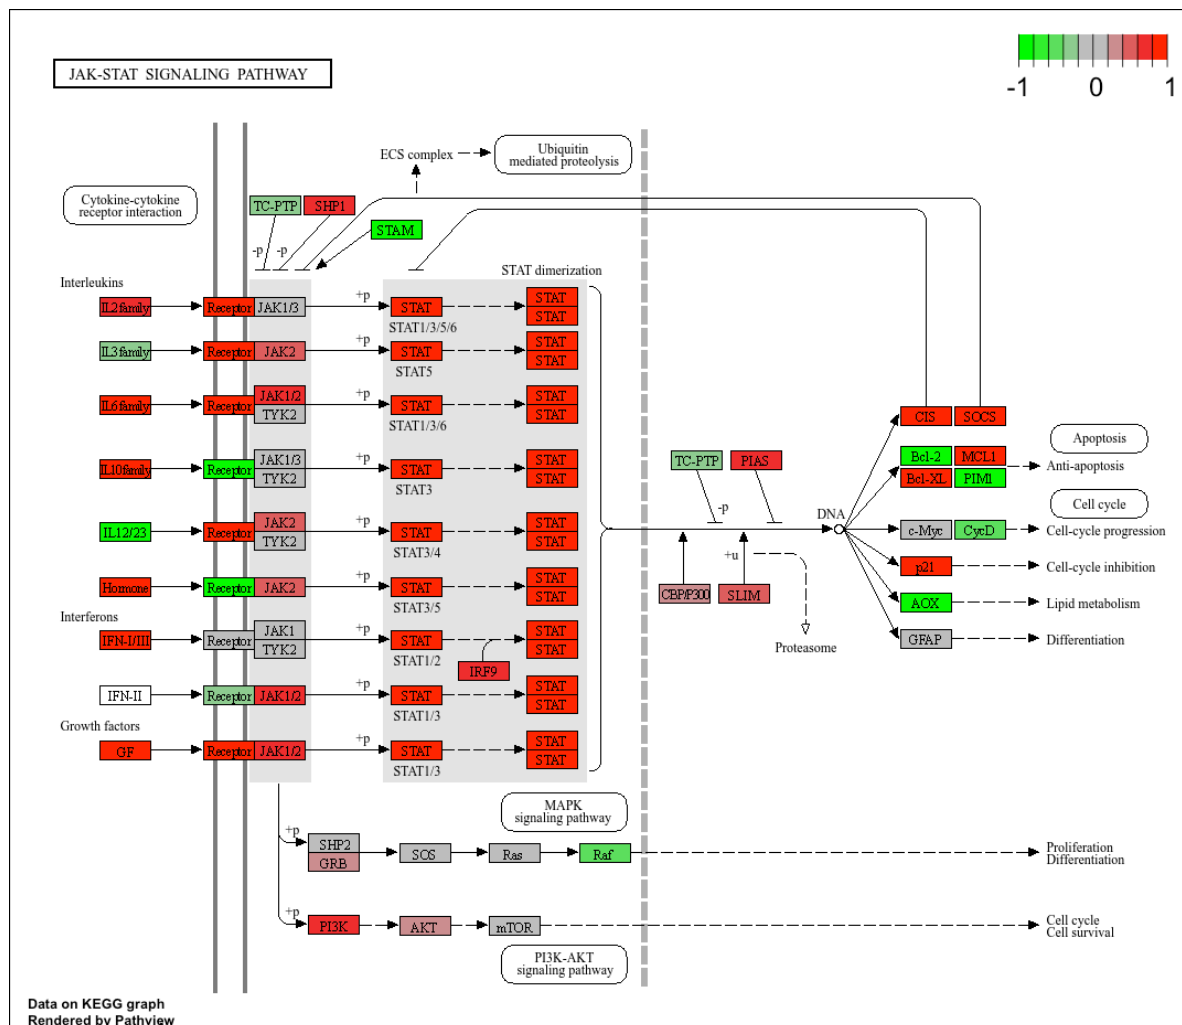 JAK-STAT SIGNALING PATHWAY
-1 0 1
ECS complex
Ubiquitin
mediated proteolysis
Cytokine-cytokine
receptor interaction
TC-PTP SHP1
STAM
-p -p
STAT dimerization
Interleukins
IL2family Receptor JAK1/3 +p STAT STAT
STAT
STAT1/3/5/6
IL3family Receptor JAK2 +p STAT STAT
STAT
STAT5
IL6family Receptor JAK1/2 +p STAT STAT
TYK2 STAT
STAT1/3/6
IL10family Receptor JAK1/3 +p STAT STAT
TYK2 STAT
STAT3
IL12/23 Receptor JAK2 +p STAT STAT
TYK2 STAT
STAT3/4
Hormone Receptor JAK2 +p STAT STAT
STAT
STAT3/5
Interferons
IFN-I/III Receptor JAK1 +p STAT STAT
TYK2 STAT
STAT1/2
IRF9
IFN-II Receptor JAK1/2 +p STAT STAT
STAT
STAT1/3
Growth factors
GF Receptor JAK1/2 +p STAT STAT
STAT
STAT1/3
TC-PTP PIAS
-p
+u
CBP/P300 SLIM
Proteasome
DNA
CIS SOCS
Bcl-2 MCL1
Bcl-XL PIM1
Apoptosis
Anti-apoptosis
Cell cycle
c-Myc CycD Cell-cycle progression
p21 Cell-cycle inhibition
AOX Lipid metabolism
GFAP Differentiation
MAPK
signaling pathway
+p SHP2
GRB
SOS Ras Raf
Proliferation
Differentiation
+p PI3K AKT mTOR
Cell cycle
Cell survival
PI3K-AKT
signaling pathway
Data on KEGG graph
Rendered by Pathview